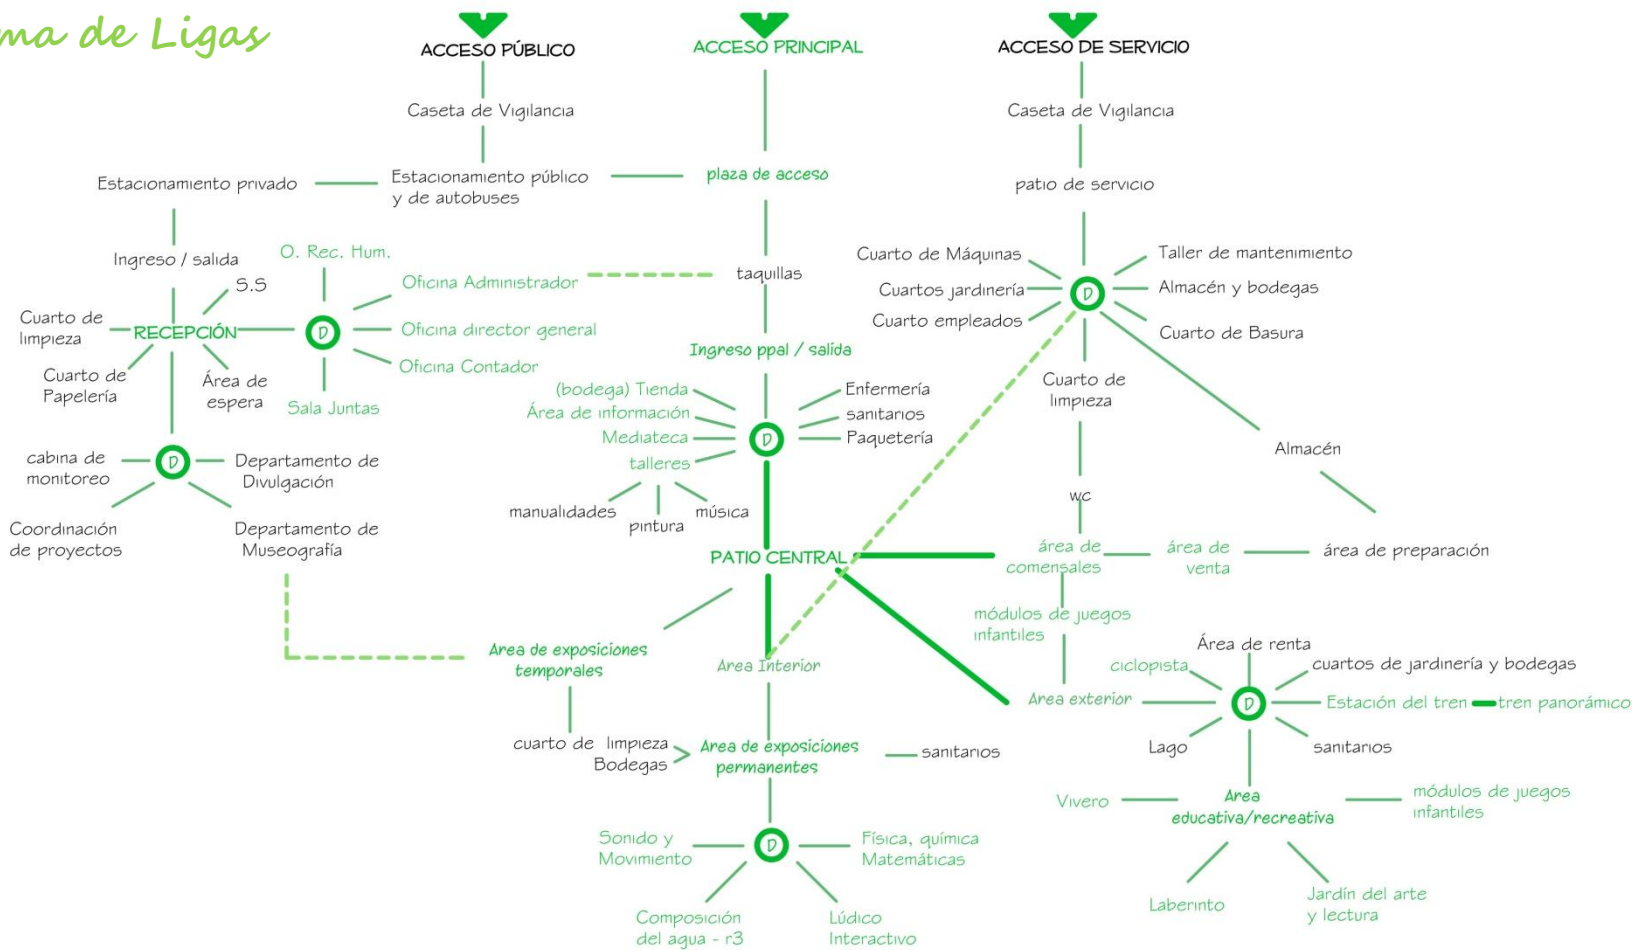 ma de Ligas
ACCESO PÚBLICO
ACCESO PRINCIPAL
ACCESO DE SERVICIO
Caseta de Vigilancia
Caseta de Vigilancia
Estacionamiento privado
Estacionamiento público
y de autobuses
plaza de acceso
patio de servicio
Ingreso / salida
S.S
O. Rec. Hum.
Oficina Administrador
taquillas
Cuarto de
limpieza
RECEPCIÓN
D
Oficina director general
Oficina Contador
Sala Juntas
Cuarto de
Papelería
Área de
espera
Cuarto de Máquinas
Cuartos jardinería
Cuarto empleados
D
Taller de mantenimiento
Almacén y bodegas
Cuarto de Basura
Ingreso ppal / salida
(bodega) Tienda
Área de información
Mediateca
talleres
D
Enfermería
sanitarios
Paquetería
manualidades
pintura
música
Cuarto de
limpieza
Almacén
cabina de
monitoreo
D
Departamento de
Divulgación
Coordinación
de proyectos
Departamento de
Museografía
wc
PATIO CENTRAL
área de
comensales
área de
venta
área de preparación
módulos de juegos
infantiles
Area de exposiciones
temporales
Area Interior
Area exterior
Área de renta
ciclopista
cuartos de jardinería y bodegas
D
Estación del tren
tren panorámico
Lago
sanitarios
cuarto de limpieza
Bodegas
Area de exposiciones
permanentes
sanitarios
Vivero
Area
educativa/recreativa
módulos de juegos
infantiles
Sonido y
Movimiento
D
Física, química
Matemáticas
Composición
del agua - r3
Lúdico
Interactivo
Laberinto
Jardín del arte
y lectura